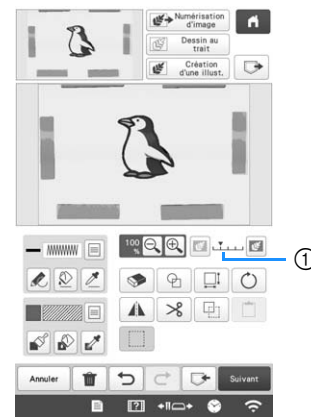 Numérisation
d'image
Dessin au
trait
Création
d'une illust.
100
%
①
Annuler
Suivant